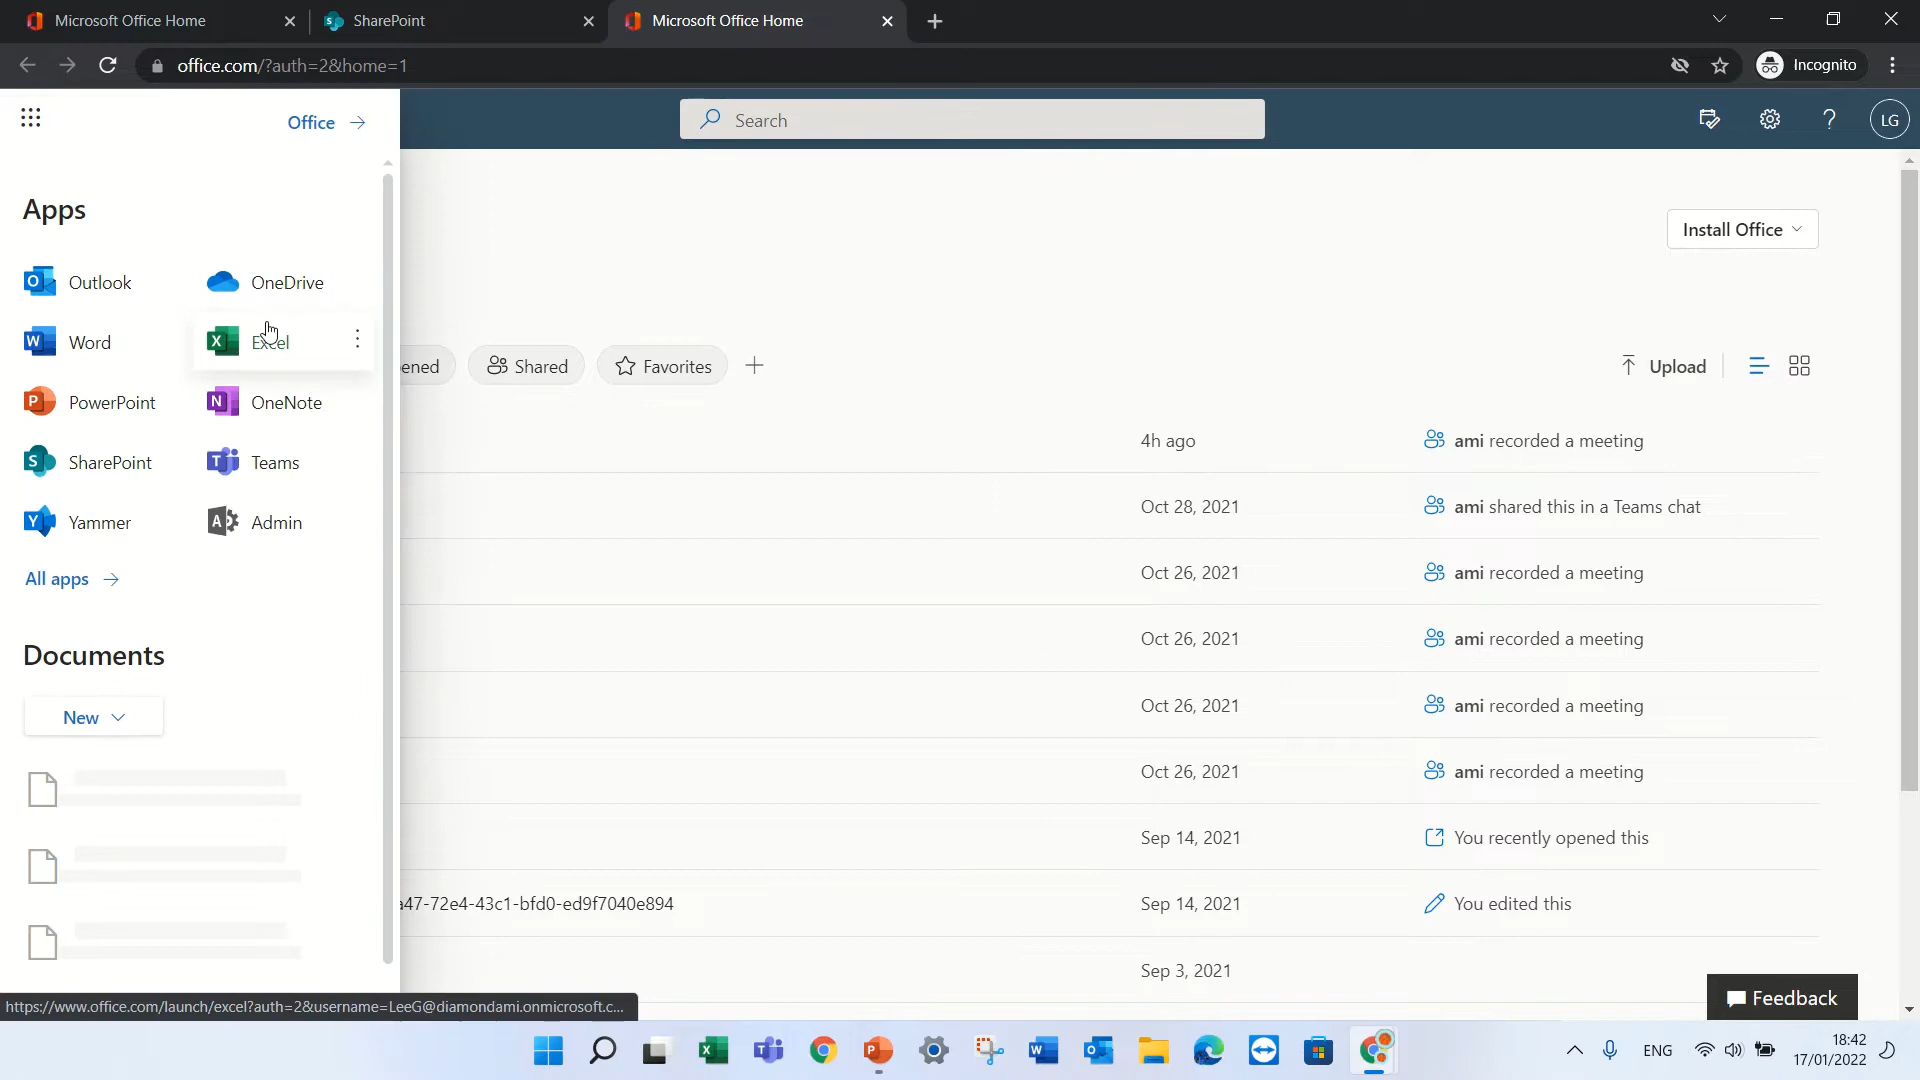 Microsoft Office Home
SharePoint
Microsoft Office Home
office.com/?auth=2&home=1
Incognito
Office
Search
LG
Apps
Install Office
Outlook
OneDrive
Word
Excel
ened
Shared
Favorites
Upload
PowerPoint
OneNote
4h ago
ami recorded a meeting
SharePoint
Teams
Oct 28, 2021
ami shared this in a Teams chat
Yammer
Admin
All apps
Oct 26, 2021
ami recorded a meeting
Documents
Oct 26, 2021
ami recorded a meeting
New
Oct 26, 2021
ami recorded a meeting
Oct 26, 2021
ami recorded a meeting
Sep 14, 2021
You recently opened this
a47-72e4-43c1-bfd0-ed9f7040e894
Sep 14, 2021
You edited this
Sep 3, 2021
Feedback
https://www.office.com/launch/excel?auth=2&username=LeeG@diamondami.onmicrosoft.c...
ENG
18:42
17/01/2022